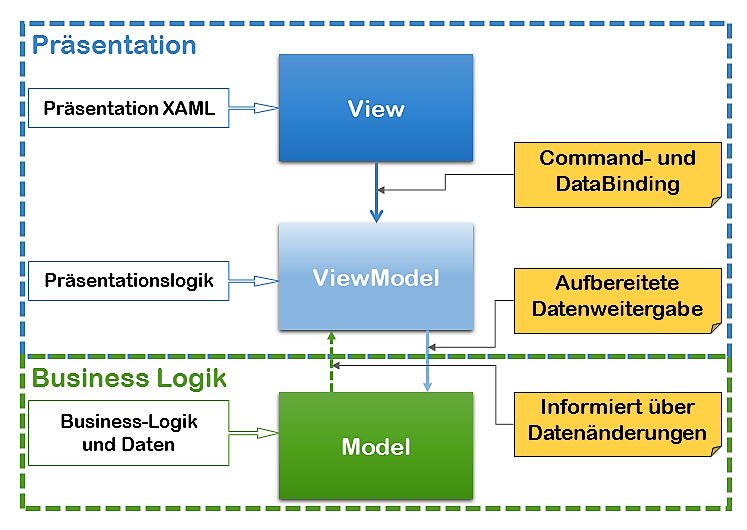 Präsentation
Präsentation XAML
View
Command- und
DataBinding
Präsentationslogik
ViewModel
Aufbereitete
Datenweitergabe
Business Logik
Business-Logik
und Daten
Model
Informiert über
Datenänderungen